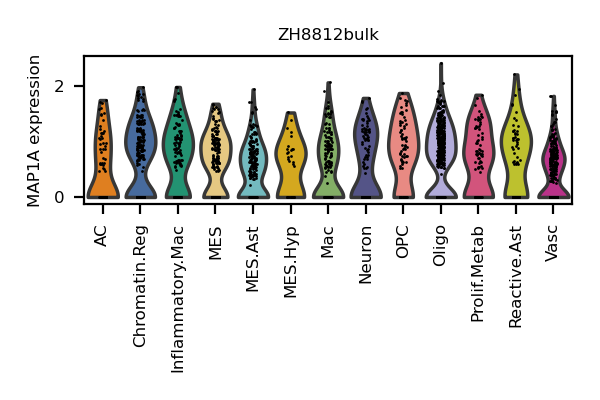 ZH8812bulk
MAP1A expression
2
0
AC
Chromatin.Reg
Inflammatory.Mac
MES
MES.Ast
MES.Hyp
Mac
Neuron
OPC
Oligo
Prolif.Metab
Reactive.Ast
Vasc